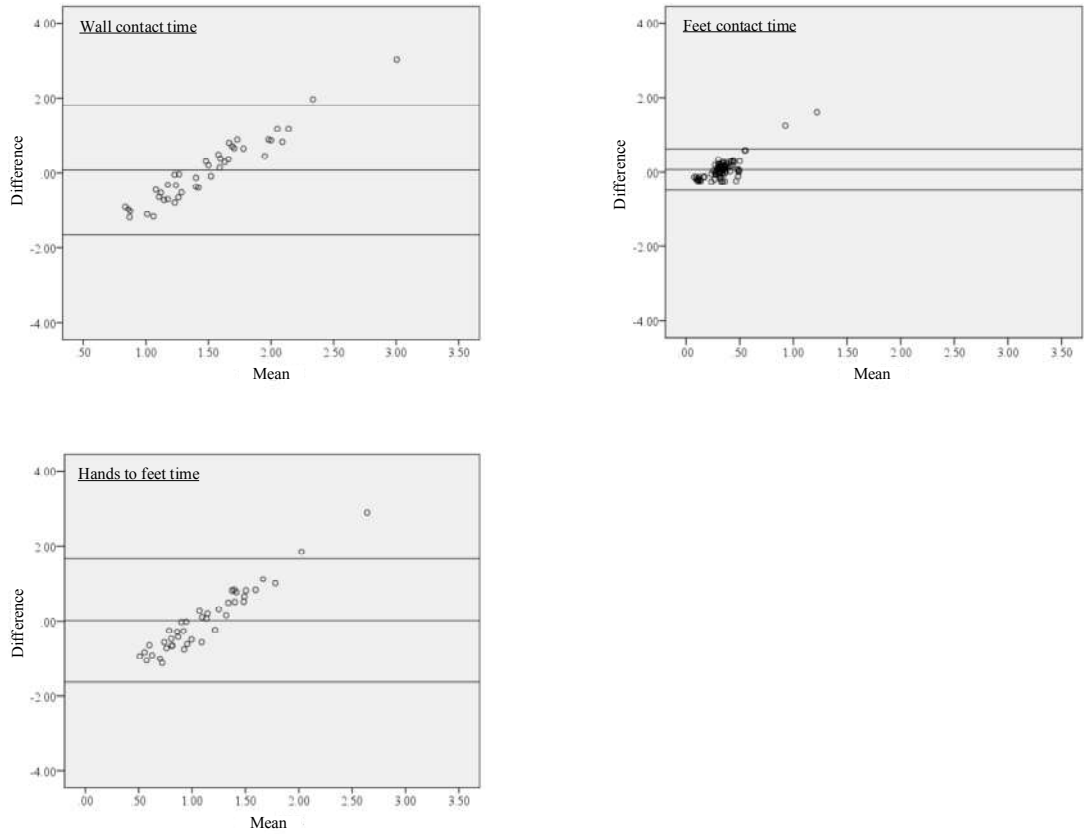 Wall contact time
4.00
2.00
.00
-2.00
-4.00
Difference
.50 1.00 1.50 2.00 2.50 3.00 3.50
Mean
Feet contact time
4.00
2.00
.00
-2.00
-4.00
Difference
.00 .50 1.00 1.50 2.00 2.50 3.00 3.50
Mean
Hands to feet time
4.00
2.00
.00
-2.00
-4.00
Difference
.00 .50 1.00 1.50 2.00 2.50 3.00 3.50
Mean